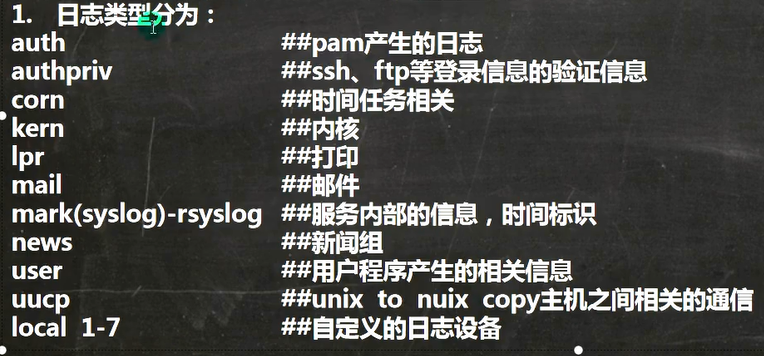 1. 日志类型分为：
auth ##pam产生的日志
authpriv ##ssh、ftp等登录信息的验证信息
corn ##时间任务相关
kern ##内核
lpr ##打印
mail ##邮件
mark(syslog)-rsyslog ##服务内部的信息，时间标识
news ##新闻组
user ##用户程序产生的相关信息
uucp ##unix to nuix copy主机之间相关的通信
local 1-7 ##自定义的日志设备